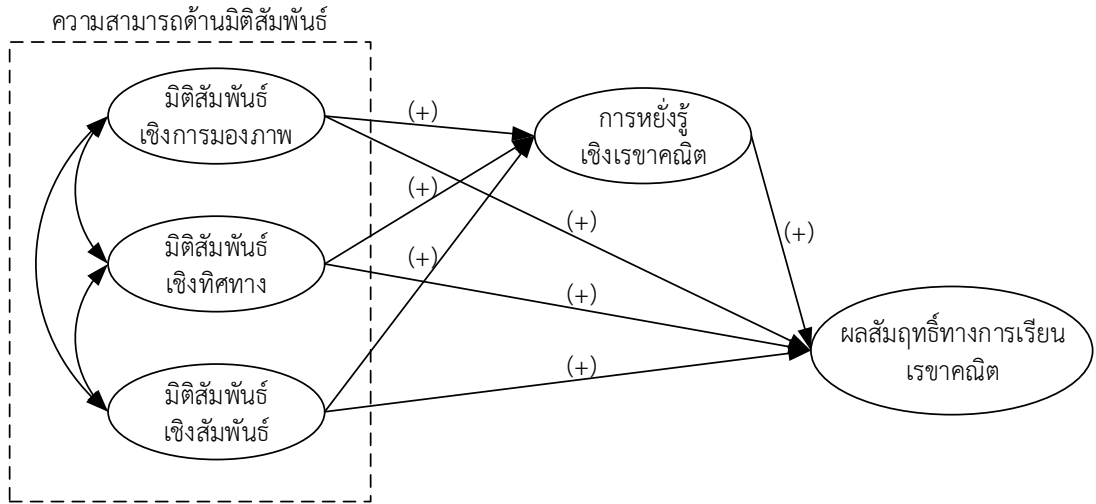 ความสามารถด้านมิติสัมพันธ์
มิติสัมพันธ์
เชิงการมองภาพ
(+)
การหยั่งรู้
เชิงเรขาคณิต
(+)
(+)
(+)
มิติสัมพันธ์
เชิงทิศทาง
(+)
(+)
ผลสัมฤทธิ์ทางการเรียน
เรขาคณิต
(+)
มิติสัมพันธ์
เชิงสัมพันธ์